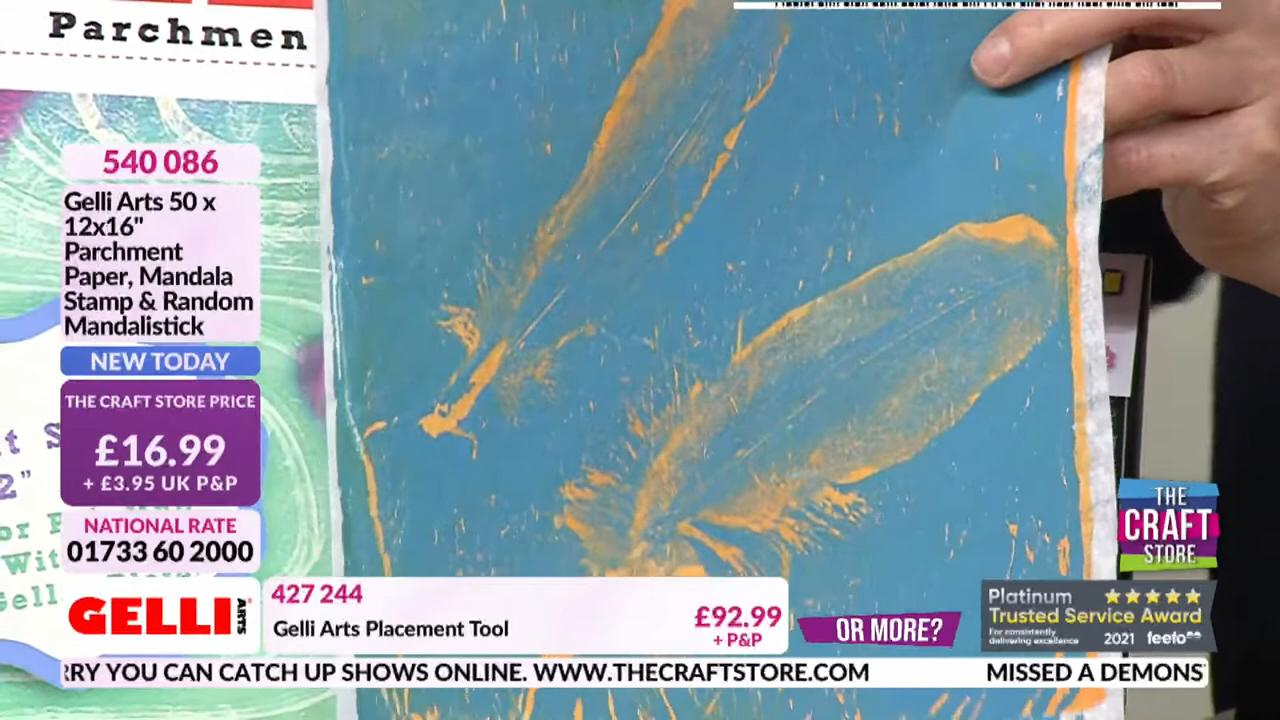 Parchmen
540 086
Gelli Arts 50 x
12x16"
Parchment
Paper, Mandala
Stamp & Random
Mandalistick
NEW TODAY
THE CRAFT STORE PRICE
£16.99
+ £3.95 UK P&P
NATIONAL RATE
01733 60 2000
GELLI ARTS
427 244
Gelli Arts Placement Tool
£92.99
+ P&P
OR MORE?
THE
CRAFT
STORE
Platinum
Trusted Service Award
For consistently
delivering excellence
2021 feefo
RRY YOU CAN CATCH UP SHOWS ONLINE. WWW.THECRAFTSTORE.COM
MISSED A DEMONS